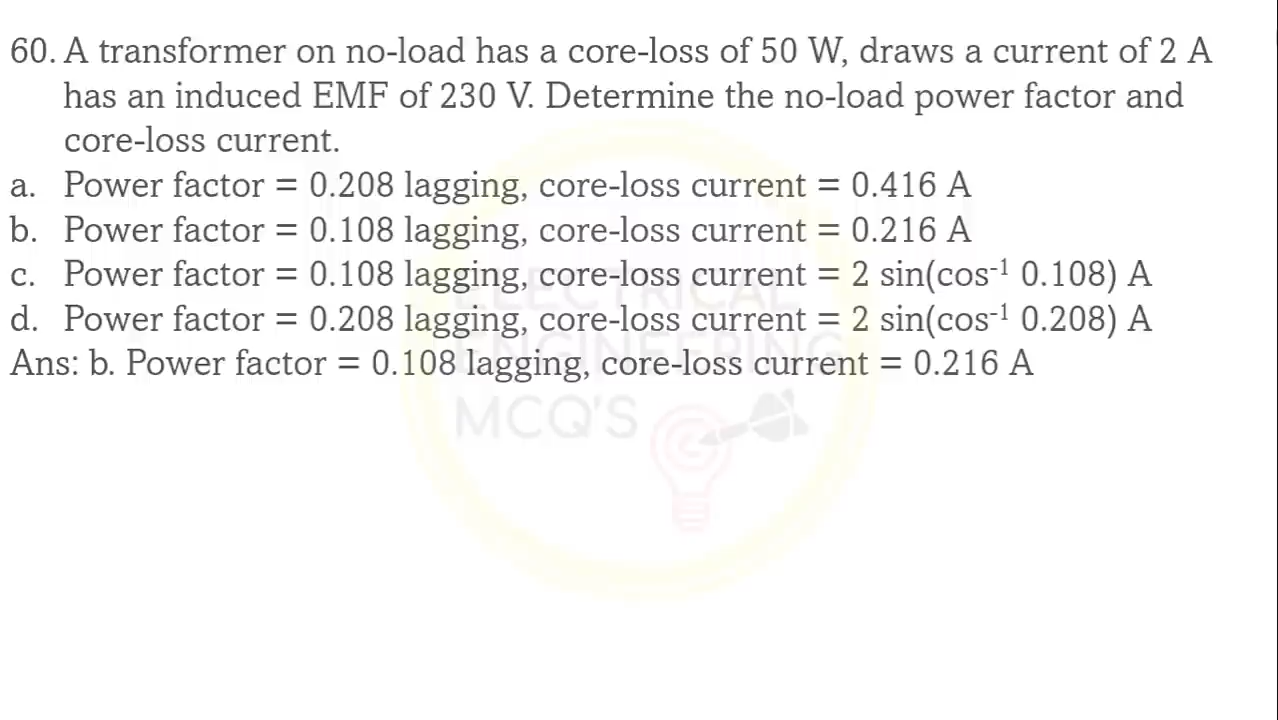 60. A transformer on no-load has a core-loss of 50 W, draws a current of 2 A
has an induced EMF of 230 V. Determine the no-load power factor and
core-loss current.
a. Power factor = 0.208 lagging, core-loss current = 0.416 A
b. Power factor = 0.108 lagging, core-loss current = 0.216 A
c. Power factor = 0.108 lagging, core-loss current = 2 sin(cos⁻¹ 0.108) A
d. Power factor = 0.208 lagging, core-loss current = 2 sin(cos⁻¹ 0.208) A
Ans: b. Power factor = 0.108 lagging, core-loss current = 0.216 A
ELECTRICAL
ENGINEERING
MCQ'S